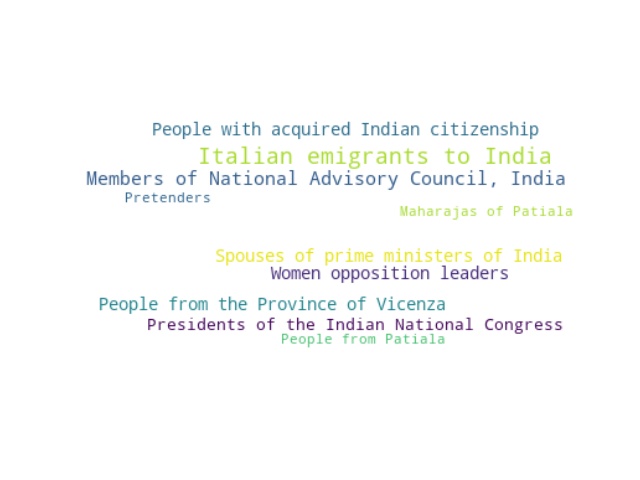 People with acquired Indian citizenship
Italian emigrants to India
Members of National Advisory Council, India
Pretenders
Maharajas of Patiala
Spouses of prime ministers of India
Women opposition leaders
People from the Province of Vicenza
Presidents of the Indian National Congress
People from Patiala